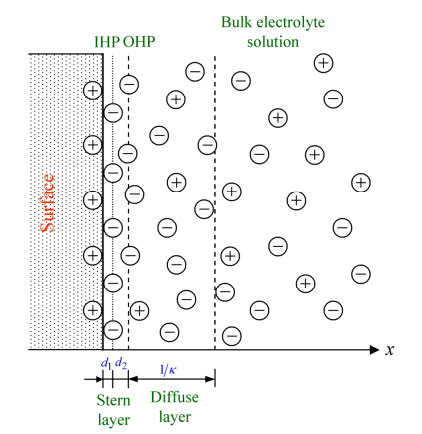 Bulk electrolyte
solution
IHP OHP
Surface
x
d₁ d₂
1/κ
Stern
layer
Diffuse
layer